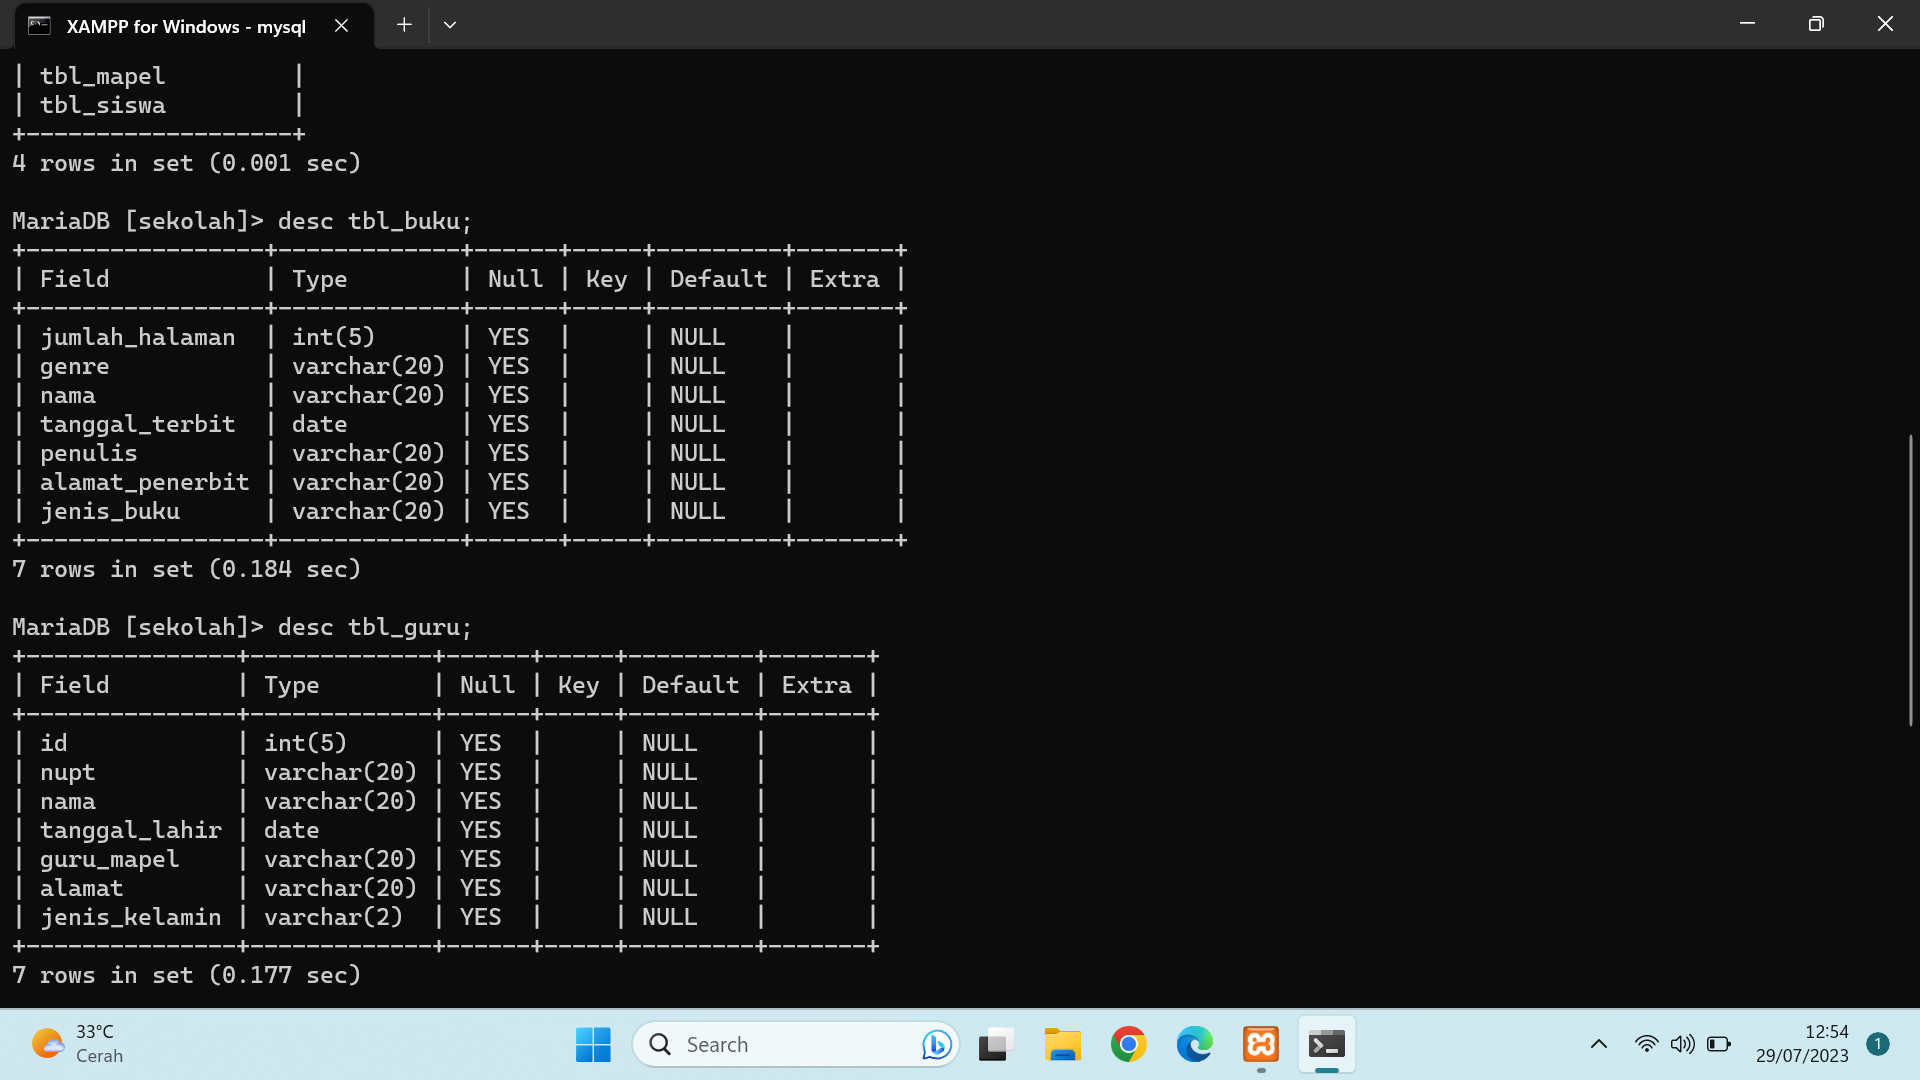 XAMPP for Windows - mysql
| tbl_mapel         |
| tbl_siswa         |
+-------------------+
4 rows in set (0.001 sec)
MariaDB [sekolah]> desc tbl_buku;
+-----------------+-------------+------+-----+---------+-------+
| Field           | Type        | Null | Key | Default | Extra |
+-----------------+-------------+------+-----+---------+-------+
| jumlah_halaman  | int(5)      | YES  |     | NULL    |       |
| genre           | varchar(20) | YES  |     | NULL    |       |
| nama            | varchar(20) | YES  |     | NULL    |       |
| tanggal_terbit  | date        | YES  |     | NULL    |       |
| penulis         | varchar(20) | YES  |     | NULL    |       |
| alamat_penerbit | varchar(20) | YES  |     | NULL    |       |
| jenis_buku      | varchar(20) | YES  |     | NULL    |       |
+-----------------+-------------+------+-----+---------+-------+
7 rows in set (0.184 sec)
MariaDB [sekolah]> desc tbl_guru;
+---------------+-------------+------+-----+---------+-------+
| Field         | Type        | Null | Key | Default | Extra |
+---------------+-------------+------+-----+---------+-------+
| id            | int(5)      | YES  |     | NULL    |       |
| nupt          | varchar(20) | YES  |     | NULL    |       |
| nama          | varchar(20) | YES  |     | NULL    |       |
| tanggal_lahir | date        | YES  |     | NULL    |       |
| guru_mapel    | varchar(20) | YES  |     | NULL    |       |
| alamat        | varchar(20) | YES  |     | NULL    |       |
| jenis_kelamin | varchar(2)  | YES  |     | NULL    |       |
+---------------+-------------+------+-----+---------+-------+
7 rows in set (0.177 sec)
33°C
Cerah
Search
12:54
29/07/2023
1